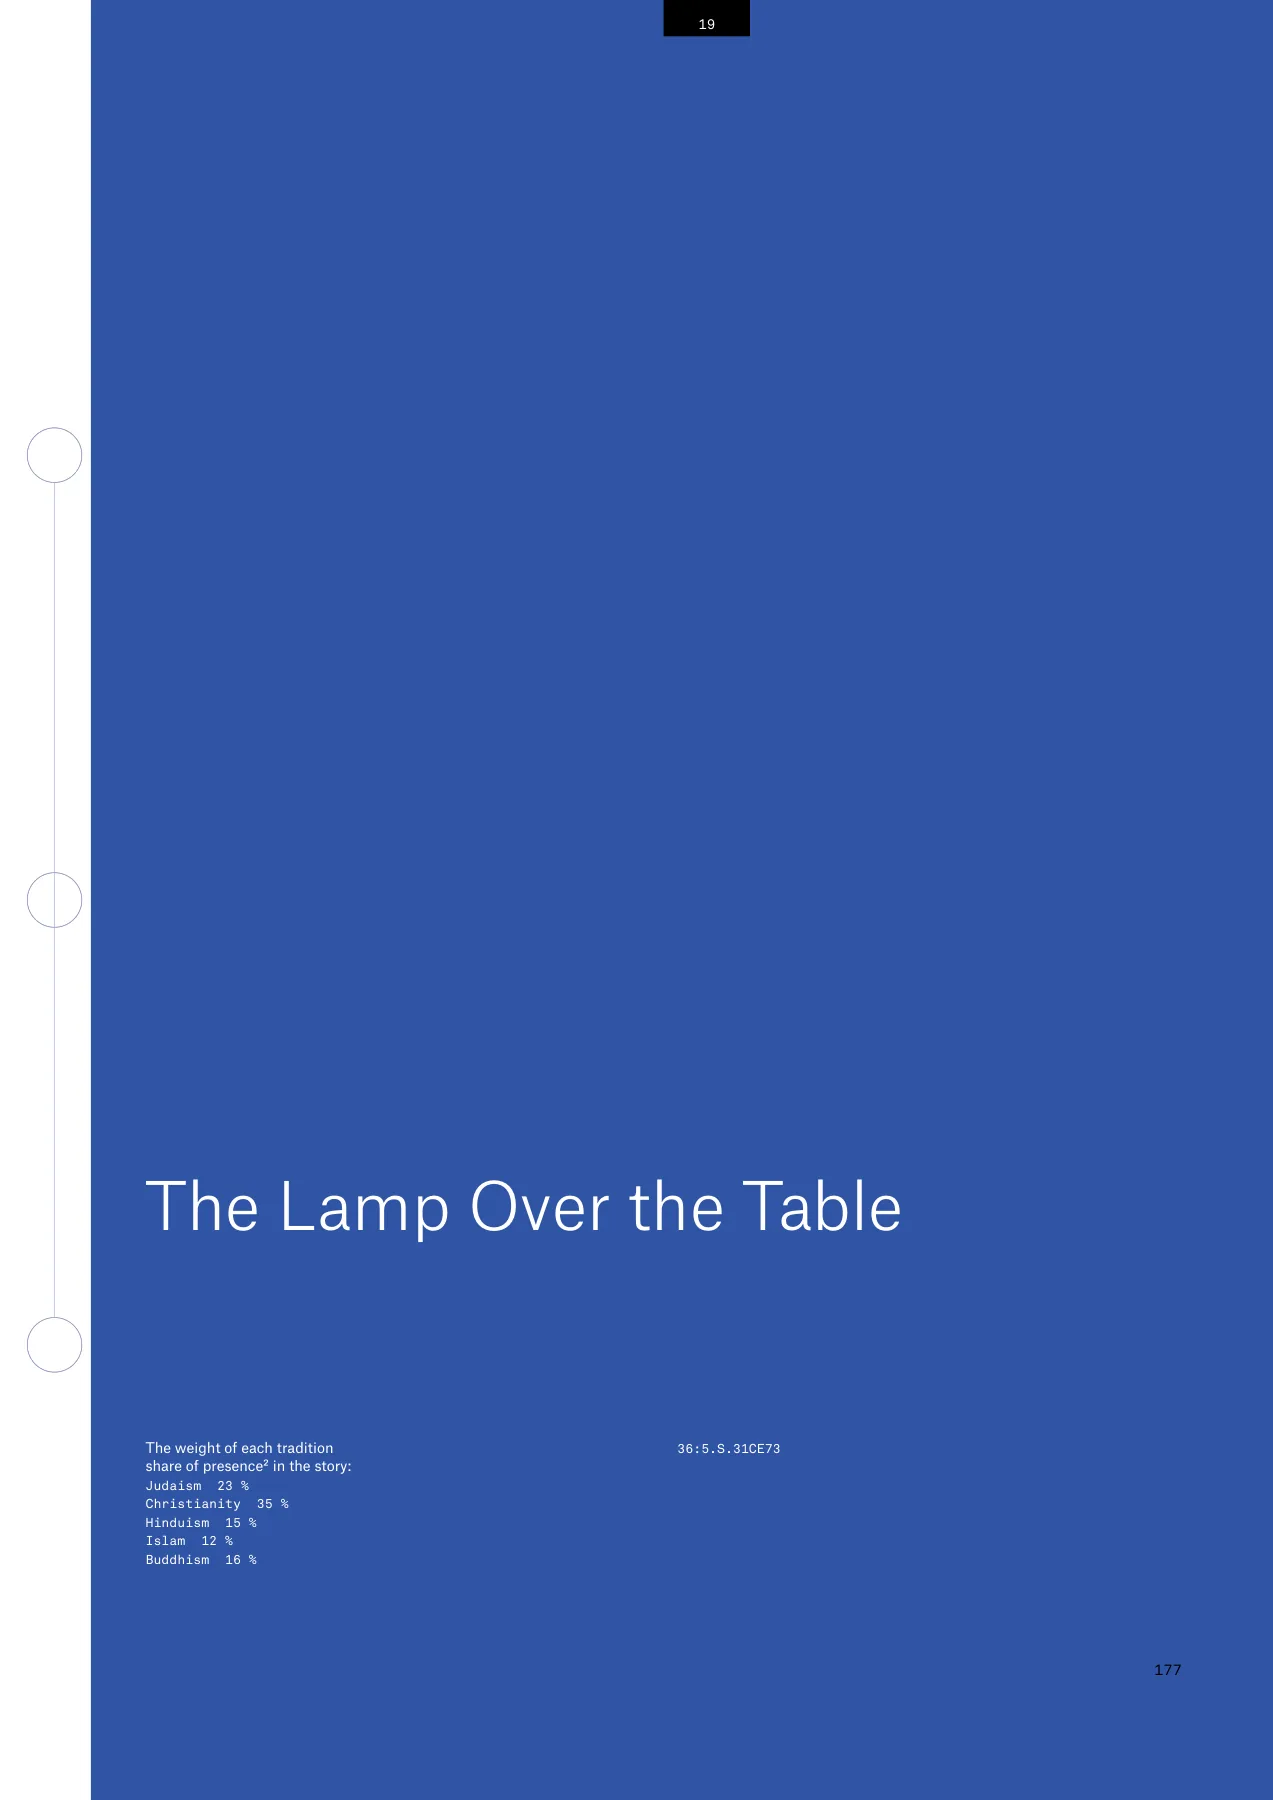 19
The Lamp Over the Table
The weight of each tradition
share of presence² in the story:
Judaism 23 %
Christianity 35 %
Hinduism 15 %
Islam 12 %
Buddhism 16 %
36:5.S.31CE73
177